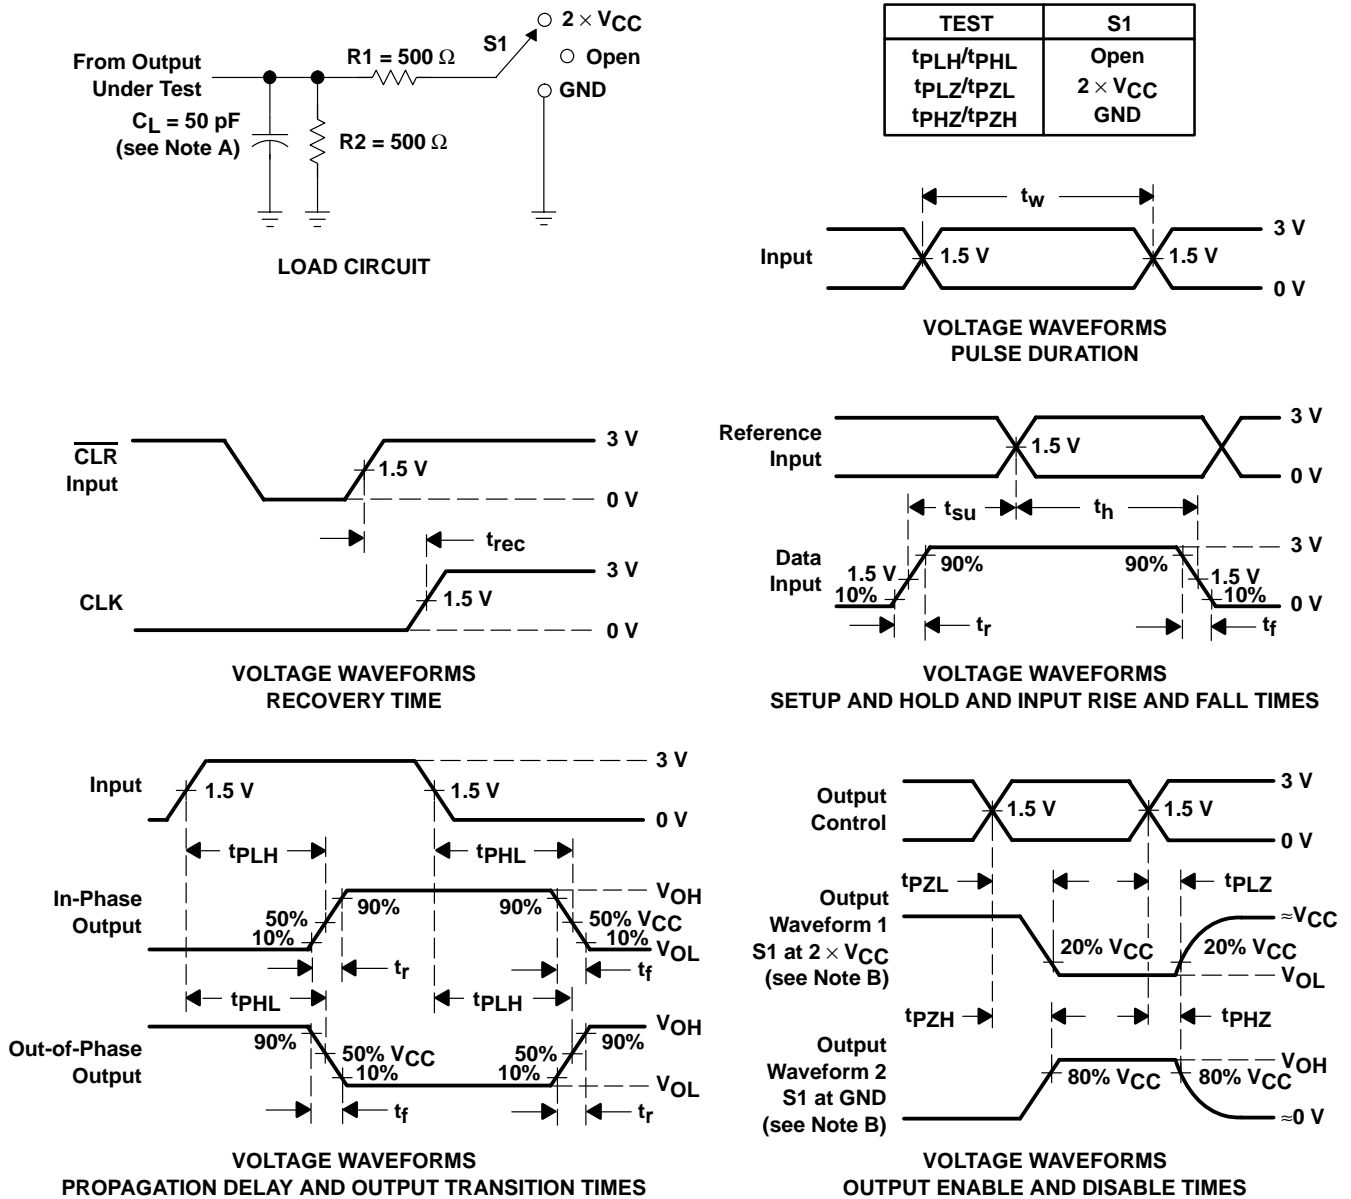 2 × VCC
S1
Open
GND
From Output
Under Test
R1 = 500 Ω
CL = 50 pF
(see Note A)
R2 = 500 Ω
LOAD CIRCUIT
TEST S1
tPLH/tPHL Open
tPLZ/tPZL 2 × VCC
tPHZ/tPZH GND
tw
Input
1.5 V
1.5 V
3 V
0 V
VOLTAGE WAVEFORMS
PULSE DURATION
CLR
Input
1.5 V
3 V
0 V
trec
CLK
1.5 V
3 V
0 V
VOLTAGE WAVEFORMS
RECOVERY TIME
Reference
Input
1.5 V
3 V
0 V
tsu
th
Data
Input
1.5 V
10%
90%
90%
1.5 V
10%
3 V
0 V
tr
tf
VOLTAGE WAVEFORMS
SETUP AND HOLD AND INPUT RISE AND FALL TIMES
Input
1.5 V
1.5 V
3 V
0 V
tPLH
tPHL
In-Phase
Output
50%
10%
90%
90%
50% VCC
10%
VOH
VOL
tr
tf
tPHL
tPLH
Out-of-Phase
Output
90%
50% VCC
10%
50%
10%
90%
VOH
VOL
tf
tr
VOLTAGE WAVEFORMS
PROPAGATION DELAY AND OUTPUT TRANSITION TIMES
Output
Control
1.5 V
1.5 V
3 V
0 V
tPZL
tPLZ
Output
Waveform 1
S1 at 2 × VCC
(see Note B)
20% VCC
20% VCC
≈VCC
VOL
tPZH
tPHZ
Output
Waveform 2
S1 at GND
(see Note B)
80% VCC
80% VCC
VOH
≈0 V
VOLTAGE WAVEFORMS
OUTPUT ENABLE AND DISABLE TIMES